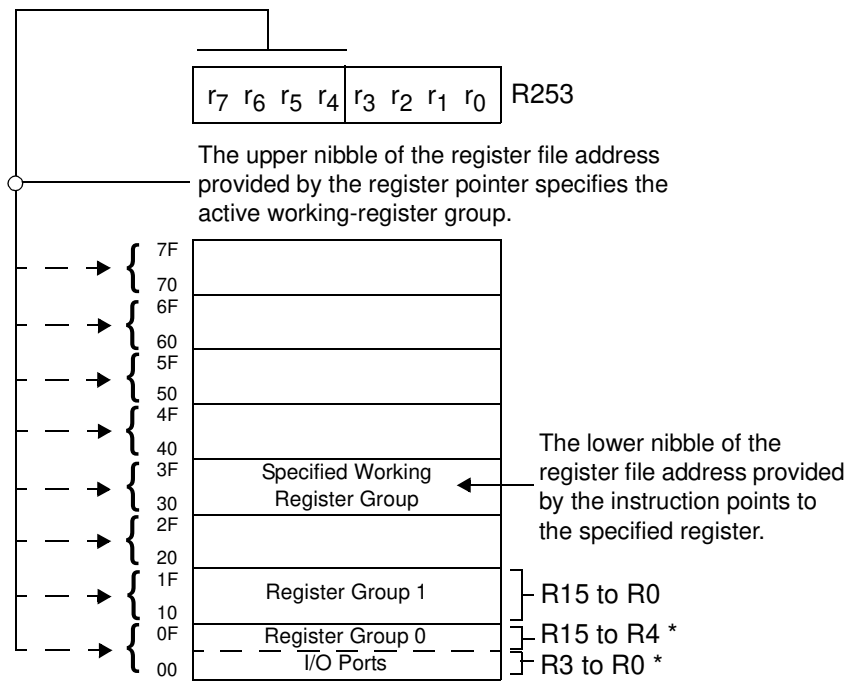 r7 r6 r5 r4 r3 r2 r1 r0 R253
The upper nibble of the register file address
provided by the register pointer specifies the
active working-register group.
7F
70
6F
60
5F
50
4F
40
3F
30
2F
20
1F
10
0F
00
Specified Working
Register Group
The lower nibble of the
register file address provided
by the instruction points to
the specified register.
Register Group 1
R15 to R0
Register Group 0
R15 to R4 *
I/O Ports
R3 to R0 *